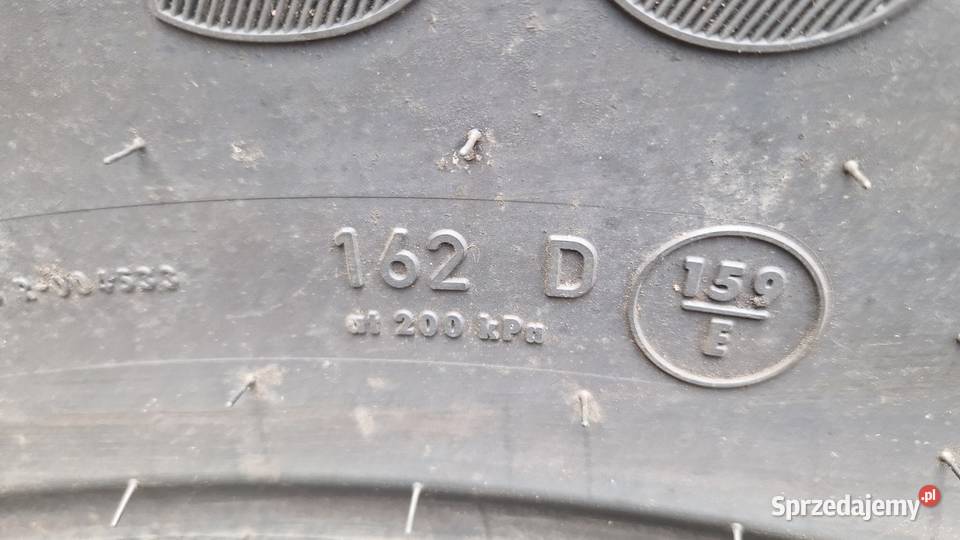 162 D
at 200 kPa
159
E
Sprzedajemy.pl